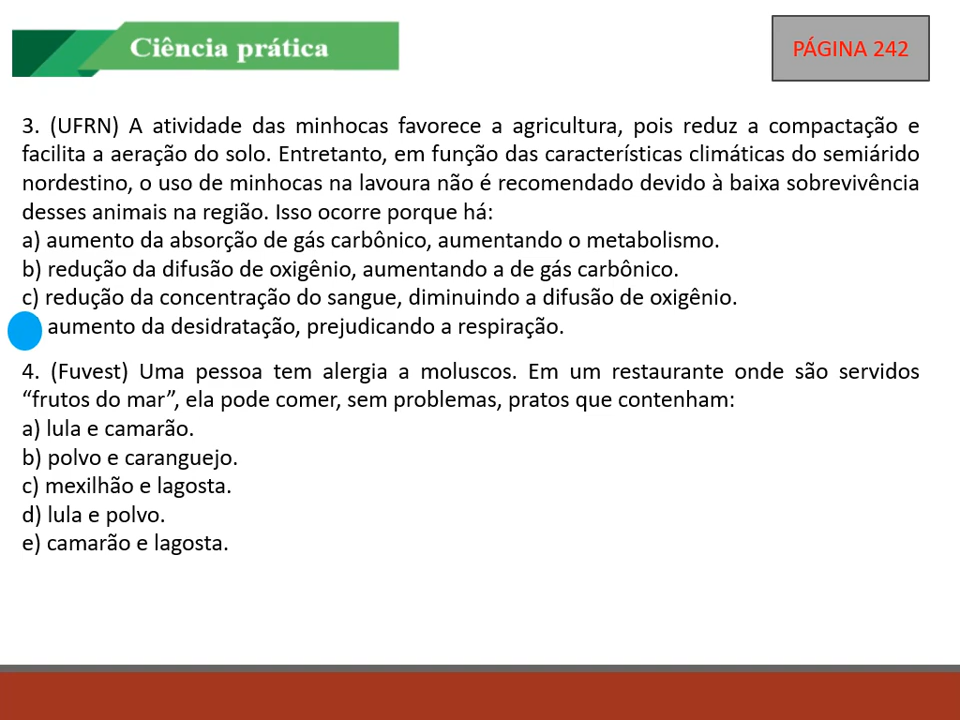 Ciência prática
PÁGINA 242
3. (UFRN) A atividade das minhocas favorece a agricultura, pois reduz a compactação e
facilita a aeração do solo. Entretanto, em função das características climáticas do semiárido
nordestino, o uso de minhocas na lavoura não é recomendado devido à baixa sobrevivência
desses animais na região. Isso ocorre porque há:
a) aumento da absorção de gás carbônico, aumentando o metabolismo.
b) redução da difusão de oxigênio, aumentando a de gás carbônico.
c) redução da concentração do sangue, diminuindo a difusão de oxigênio.
aumento da desidratação, prejudicando a respiração.
4. (Fuvest) Uma pessoa tem alergia a moluscos. Em um restaurante onde são servidos
“frutos do mar”, ela pode comer, sem problemas, pratos que contenham:
a) lula e camarão.
b) polvo e caranguejo.
c) mexilhão e lagosta.
d) lula e polvo.
e) camarão e lagosta.